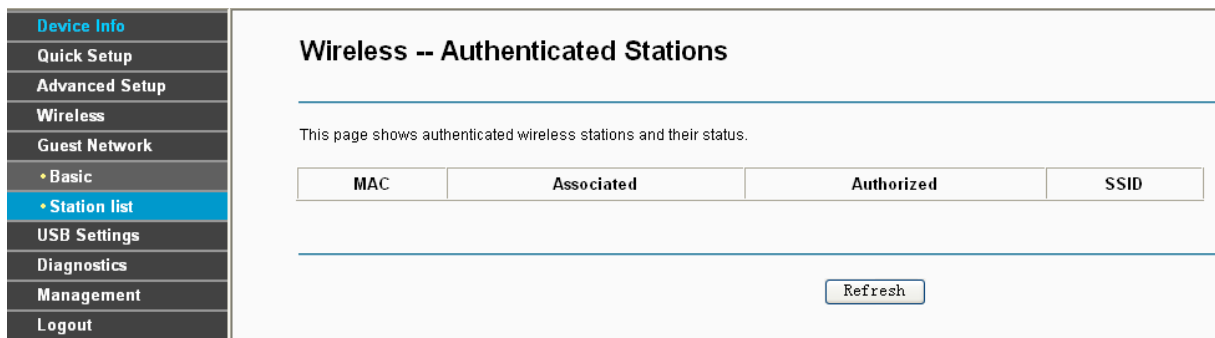 Device Info
Quick Setup
Advanced Setup
Wireless
Guest Network
Basic
Station list
USB Settings
Diagnostics
Management
Logout
Wireless -- Authenticated Stations
This page shows authenticated wireless stations and their status.
MAC Associated Authorized SSID
Refresh